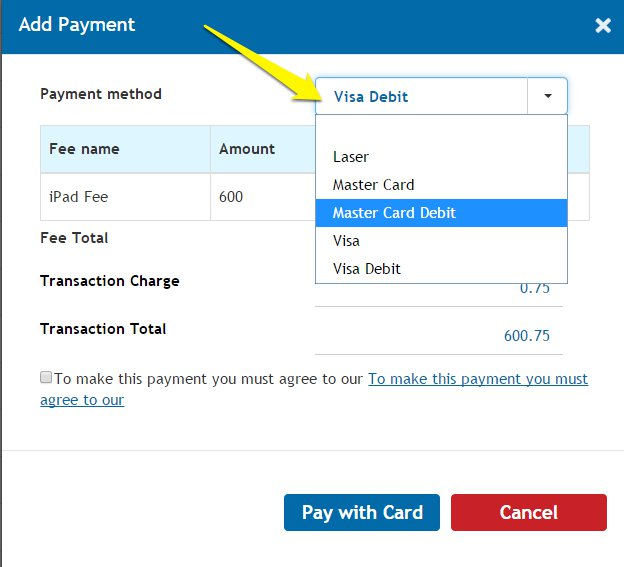 Add Payment ×
Payment method
Visa Debit
Laser
Master Card
Master Card Debit
Visa
Visa Debit
Fee name Amount
iPad Fee 600
Fee Total
Transaction Charge 0.75
Transaction Total 600.75
To make this payment you must agree to our To make this payment you must
agree to our
Pay with Card Cancel